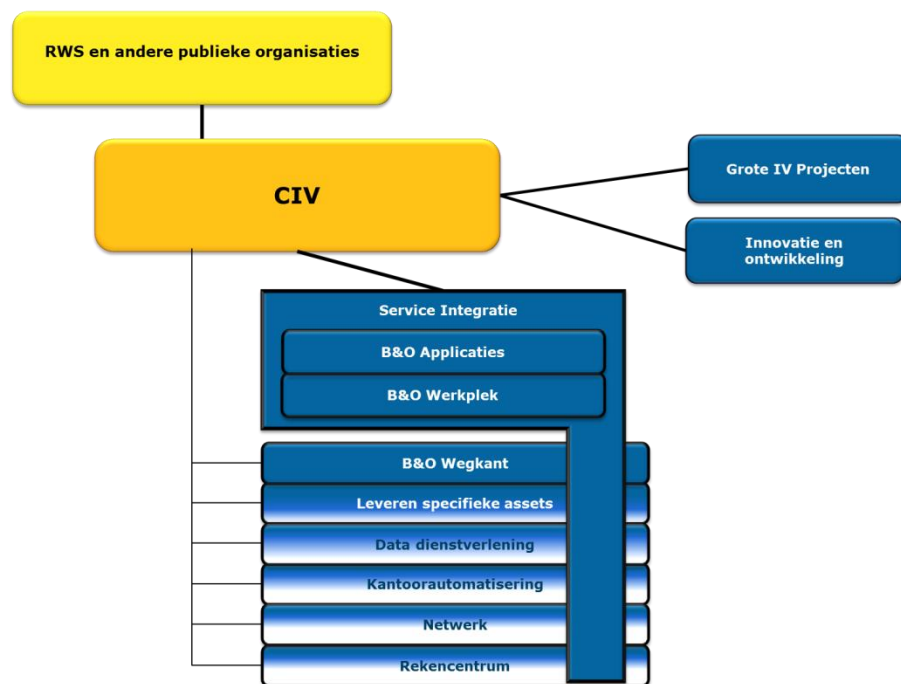 RWS en andere publieke organisaties
CIV
Grote IV Projecten
Innovatie en
ontwikkeling
Service Integratie
B&O Applicaties
B&O Werkplek
B&O Wegkant
Leveren specifieke assets
Data dienstverlening
Kantoorautomatisering
Netwerk
Rekencentrum